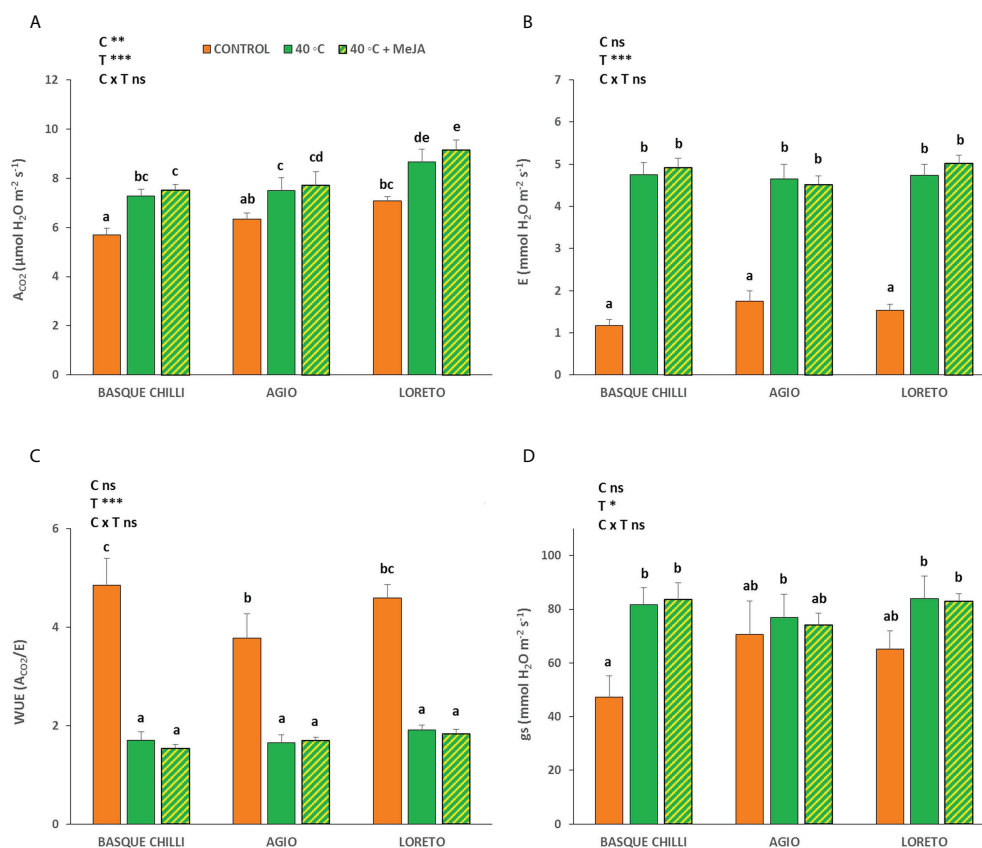 A
C **
T ***
C x T ns
CONTROL 40 ◦C 40 ◦C + MeJA
12
10
8
6
4
2
0
A_CO2 (µmol H₂O m⁻² s⁻¹)
a bc c ab c cd bc de e
BASQUE CHILLI AGIO LORETO
B
C ns
T ***
C x T ns
7
6
5
4
3
2
1
0
E (mmol H₂O m⁻² s⁻¹)
a b b a b b a b b
BASQUE CHILLI AGIO LORETO
C
C ns
T ***
C x T ns
6
4
2
0
WUE (A_CO2/E)
c a a b a a bc a a
BASQUE CHILLI AGIO LORETO
D
C ns
T *
C x T ns
100
80
60
40
20
0
gs (mmol H₂O m⁻² s⁻¹)
a b b ab b ab ab b b
BASQUE CHILLI AGIO LORETO